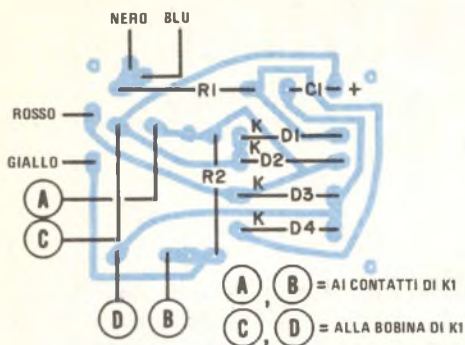 NERO BLU
R1 C1 +
ROSSO
K D1
GIALLO K D2
R2
A K D3
C K D4
D B
A , B = AI CONTATTI DI K1
C , D = ALLA BOBINA DI K1